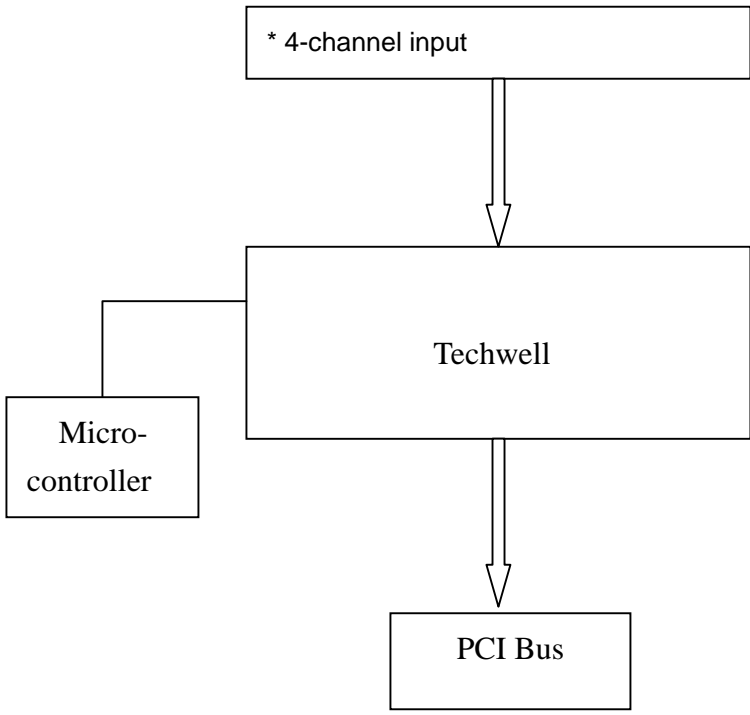 * 4-channel input
Techwell
Micro-
controller
PCI Bus